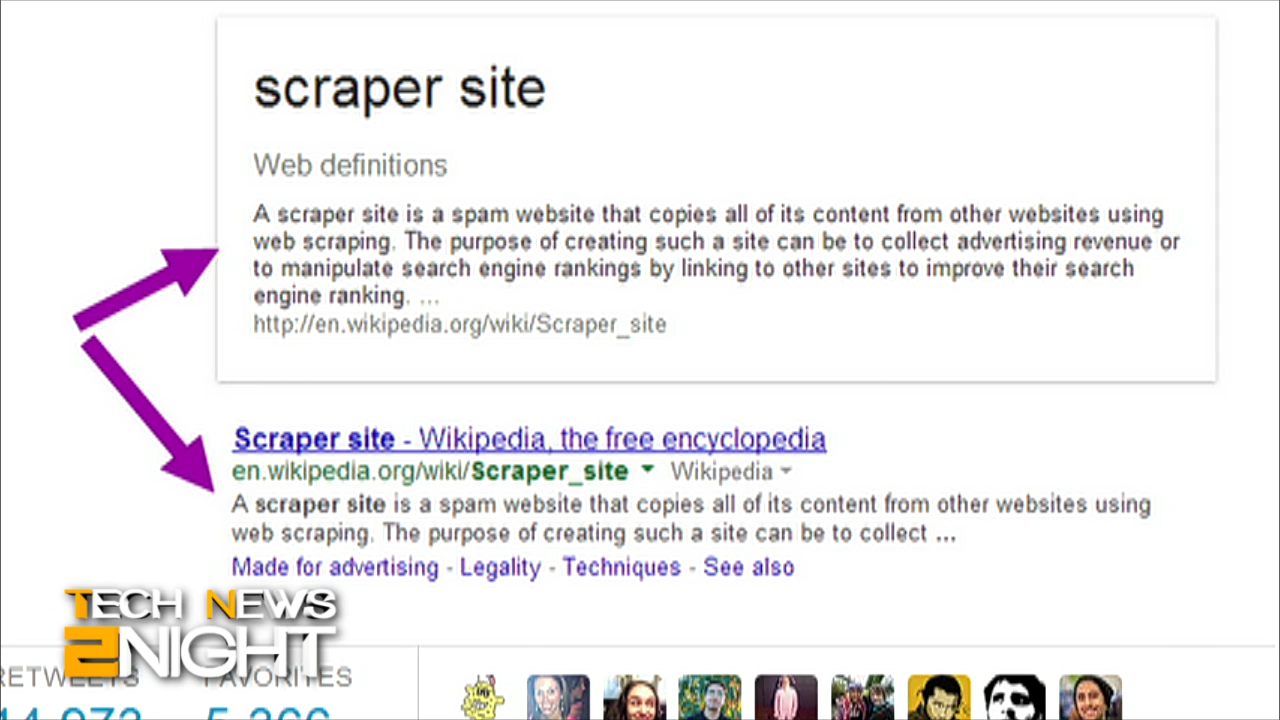 scraper site
Web definitions
A scraper site is a spam website that copies all of its content from other websites using
web scraping. The purpose of creating such a site can be to collect advertising revenue or
to manipulate search engine rankings by linking to other sites to improve their search
engine ranking. ...
http://en.wikipedia.org/wiki/Scraper_site
Scraper site - Wikipedia, the free encyclopedia
en.wikipedia.org/wiki/Scraper_site Wikipedia
A scraper site is a spam website that copies all of its content from other websites using
web scraping. The purpose of creating such a site can be to collect ...
Made for advertising - Legality - Techniques - See also
TECH NEWS
2NIGHT
RETWEETS FAVORITES